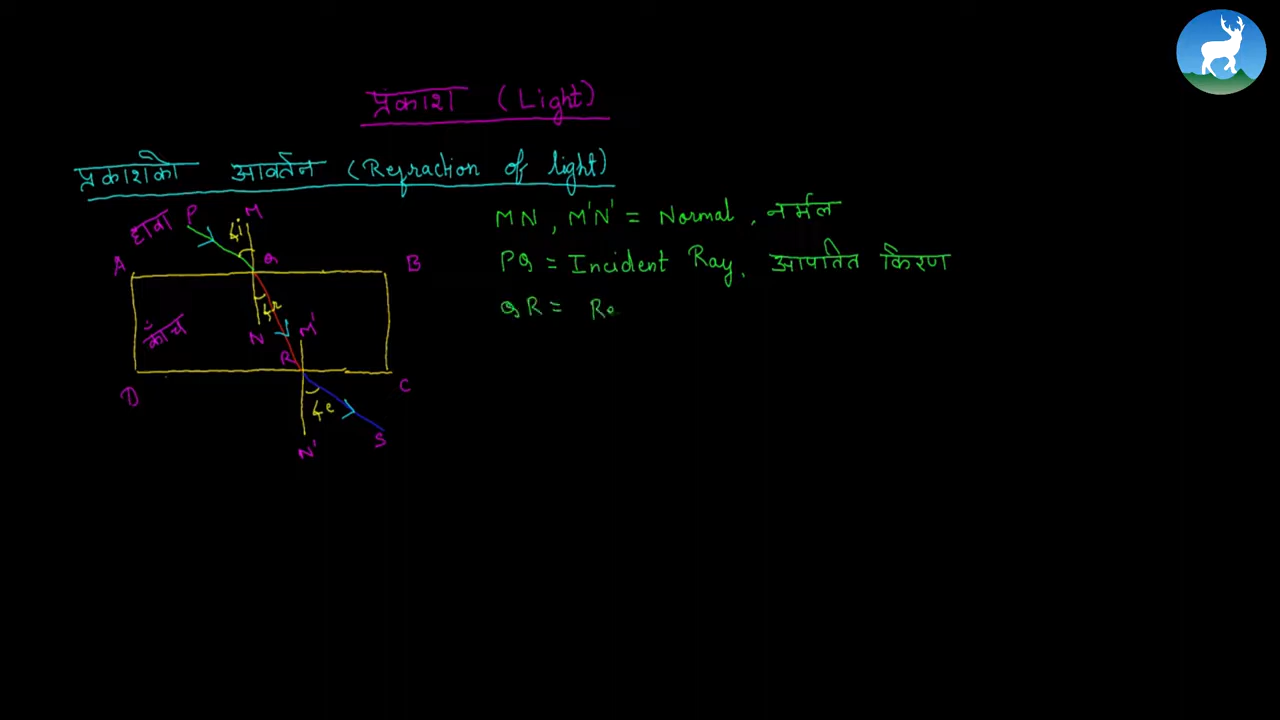 प्रकाश (Light)
प्रकाशको आवर्तन (Refraction of light)
हावा P M
∠i
A Q B
∠r
काँच N M'
R
D C
∠e
N' S
MN, M'N' = Normal, नर्मल
PQ = Incident Ray, आपतित किरण
QR = Re